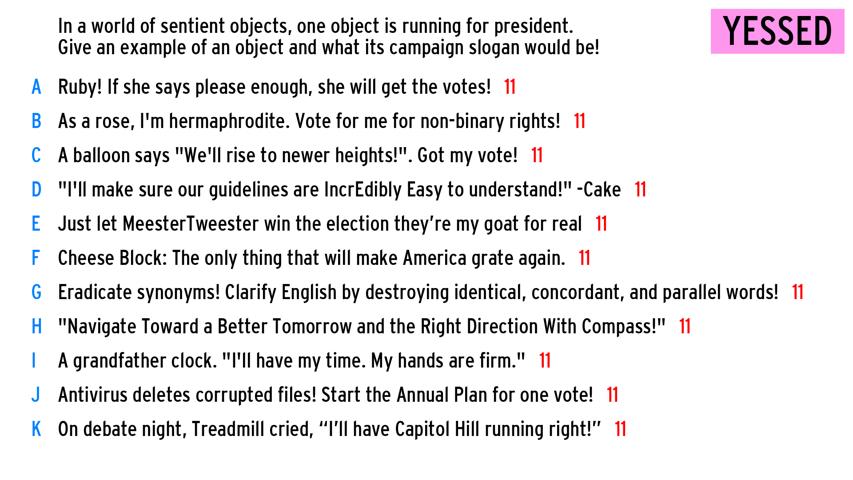 In a world of sentient objects, one object is running for president.
Give an example of an object and what its campaign slogan would be!
YESSED
A Ruby! If she says please enough, she will get the votes! 11
B As a rose, I'm hermaphrodite. Vote for me for non-binary rights! 11
C A balloon says "We'll rise to newer heights!". Got my vote! 11
D "I'll make sure our guidelines are IncrEdibly Easy to understand!" -Cake 11
E Just let MeesterTweester win the election they’re my goat for real 11
F Cheese Block: The only thing that will make America grate again. 11
G Eradicate synonyms! Clarify English by destroying identical, concordant, and parallel words! 11
H "Navigate Toward a Better Tomorrow and the Right Direction With Compass!" 11
I A grandfather clock. "I'll have my time. My hands are firm." 11
J Antivirus deletes corrupted files! Start the Annual Plan for one vote! 11
K On debate night, Treadmill cried, “I’ll have Capitol Hill running right!” 11